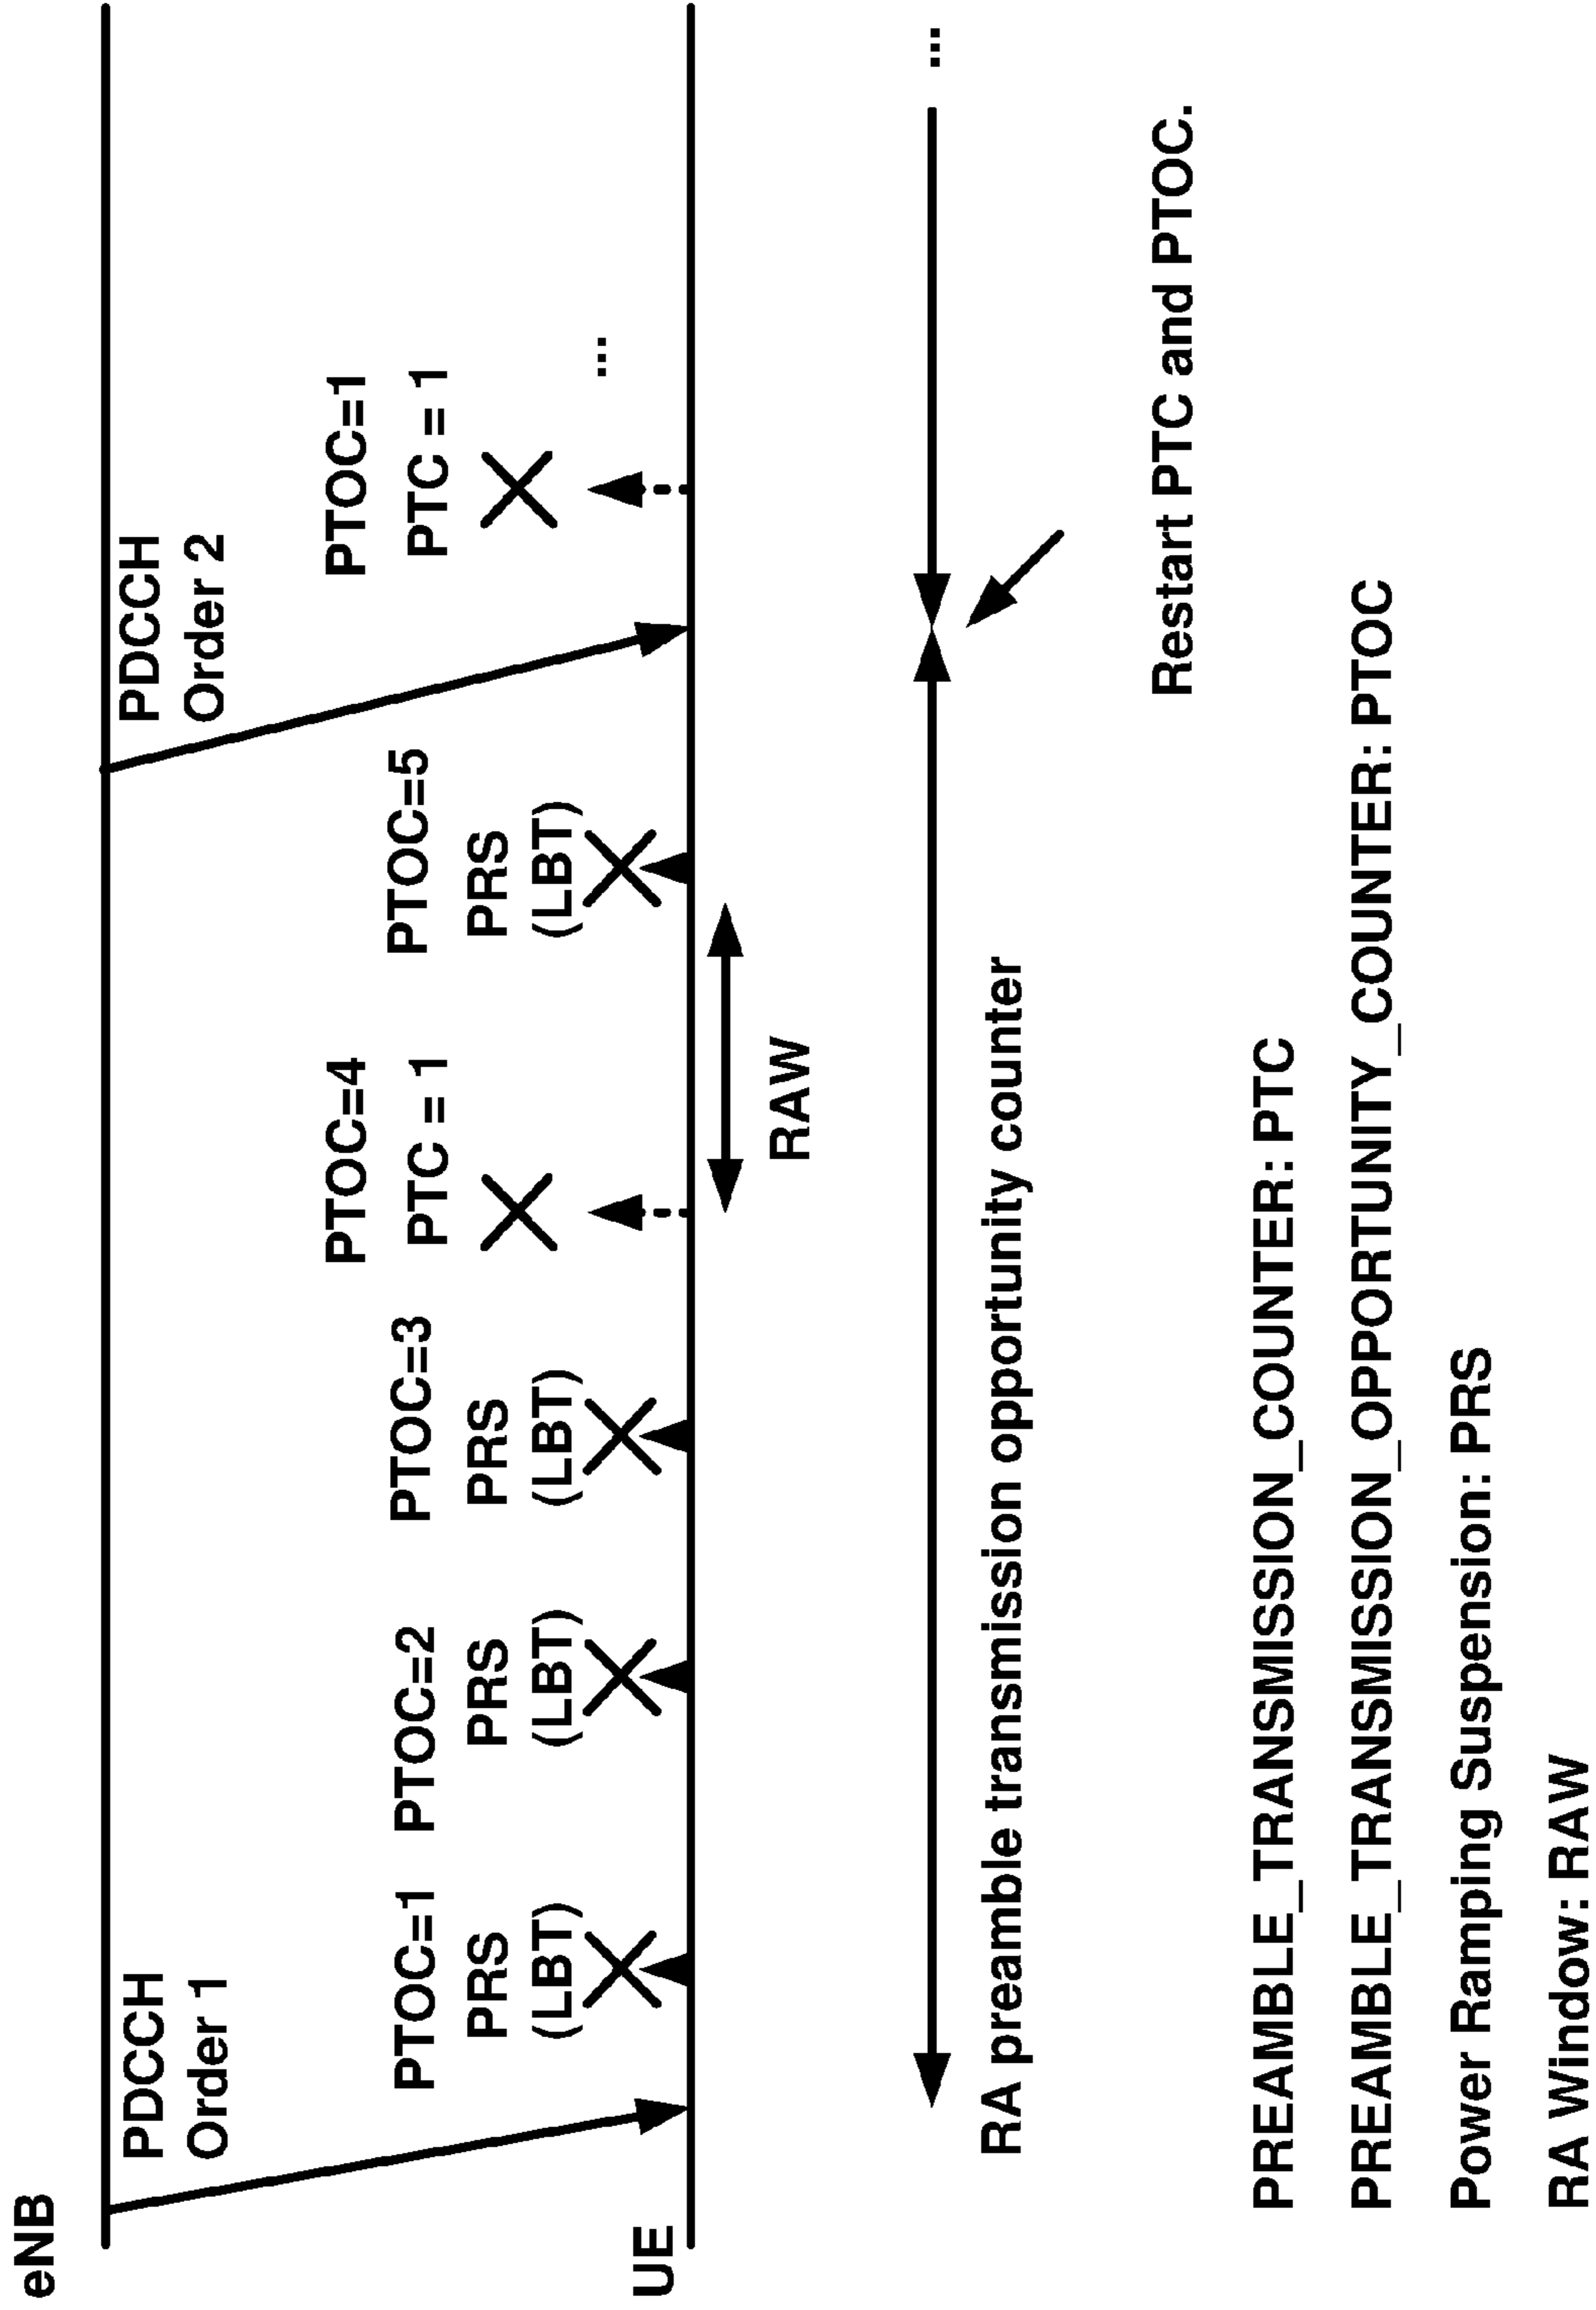 eNB
PDCCH
Order 1
PDCCH
Order 2
PTOC=1
PRS
(LBT)
PTOC=2
PRS
(LBT)
PTOC=3
PRS
(LBT)
PTOC=4
PTC = 1
PTOC=5
PRS
(LBT)
PTOC=1
PTC = 1
...
UE
RAW
...
RA preamble transmission opportunity counter
Restart PTC and PTOC.
PREAMBLE_TRANSMISSION_COUNTER: PTC
PREAMBLE_TRANSMISSION_OPPORTUNITY_COUNTER: PTOC
Power Ramping Suspension: PRS
RA Window: RAW